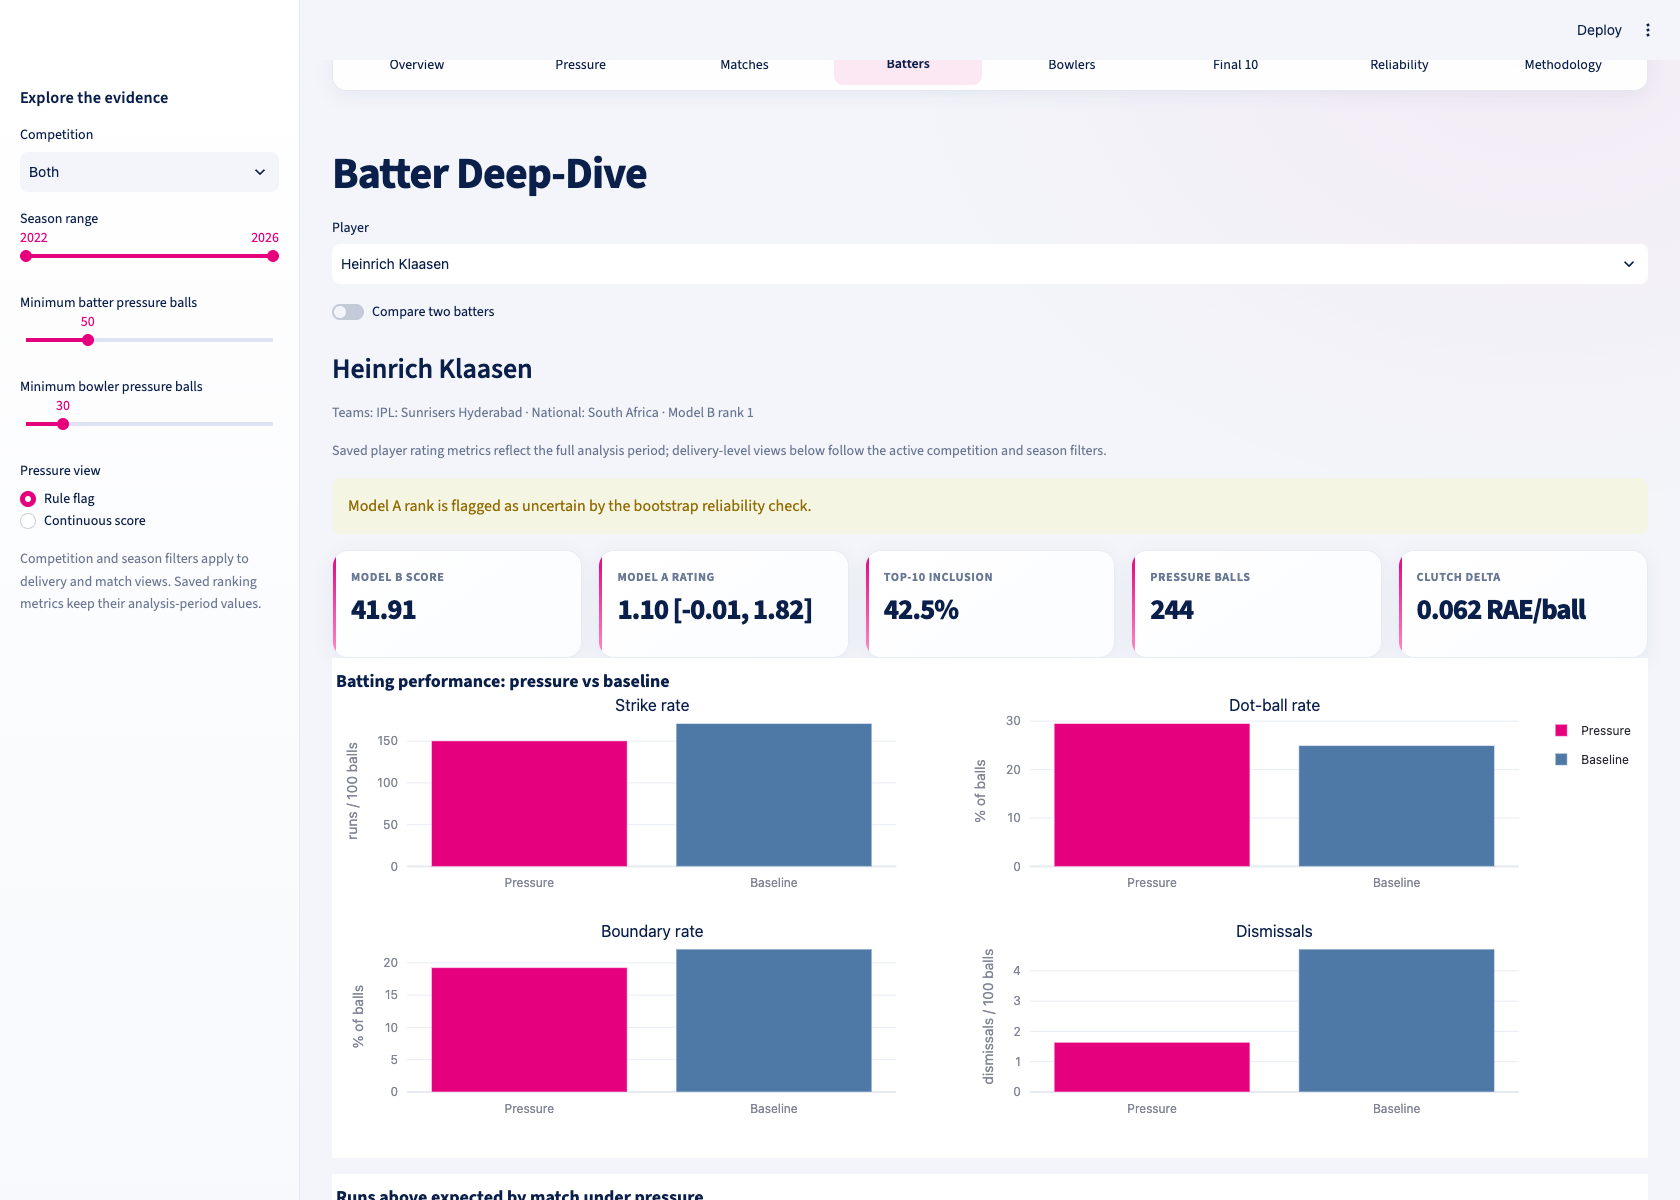 Deploy
Overview
Pressure
Matches
Batters
Bowlers
Final 10
Reliability
Methodology
Explore the evidence
Competition
Both
Season range
2022 2026
Minimum batter pressure balls
50
Minimum bowler pressure balls
30
Pressure view
Rule flag
Continuous score
Competition and season filters apply to
delivery and match views. Saved ranking
metrics keep their analysis-period values.
Batter Deep-Dive
Player
Heinrich Klaasen
Compare two batters
Heinrich Klaasen
Teams: IPL: Sunrisers Hyderabad · National: South Africa · Model B rank 1
Saved player rating metrics reflect the full analysis period; delivery-level views below follow the active competition and season filters.
Model A rank is flagged as uncertain by the bootstrap reliability check.
MODEL B SCORE
41.91
MODEL A RATING
1.10 [-0.01, 1.82]
TOP-10 INCLUSION
42.5%
PRESSURE BALLS
244
CLUTCH DELTA
0.062 RAE/ball
Batting performance: pressure vs baseline
Strike rate
runs / 100 balls
150
100
50
0
Pressure
Baseline
Dot-ball rate
% of balls
30
20
10
0
Pressure
Baseline
Pressure
Baseline
Boundary rate
% of balls
20
15
10
5
0
Pressure
Baseline
Dismissals
dismissals / 100 balls
4
3
2
1
0
Pressure
Baseline
Runs above expected by match under pressure